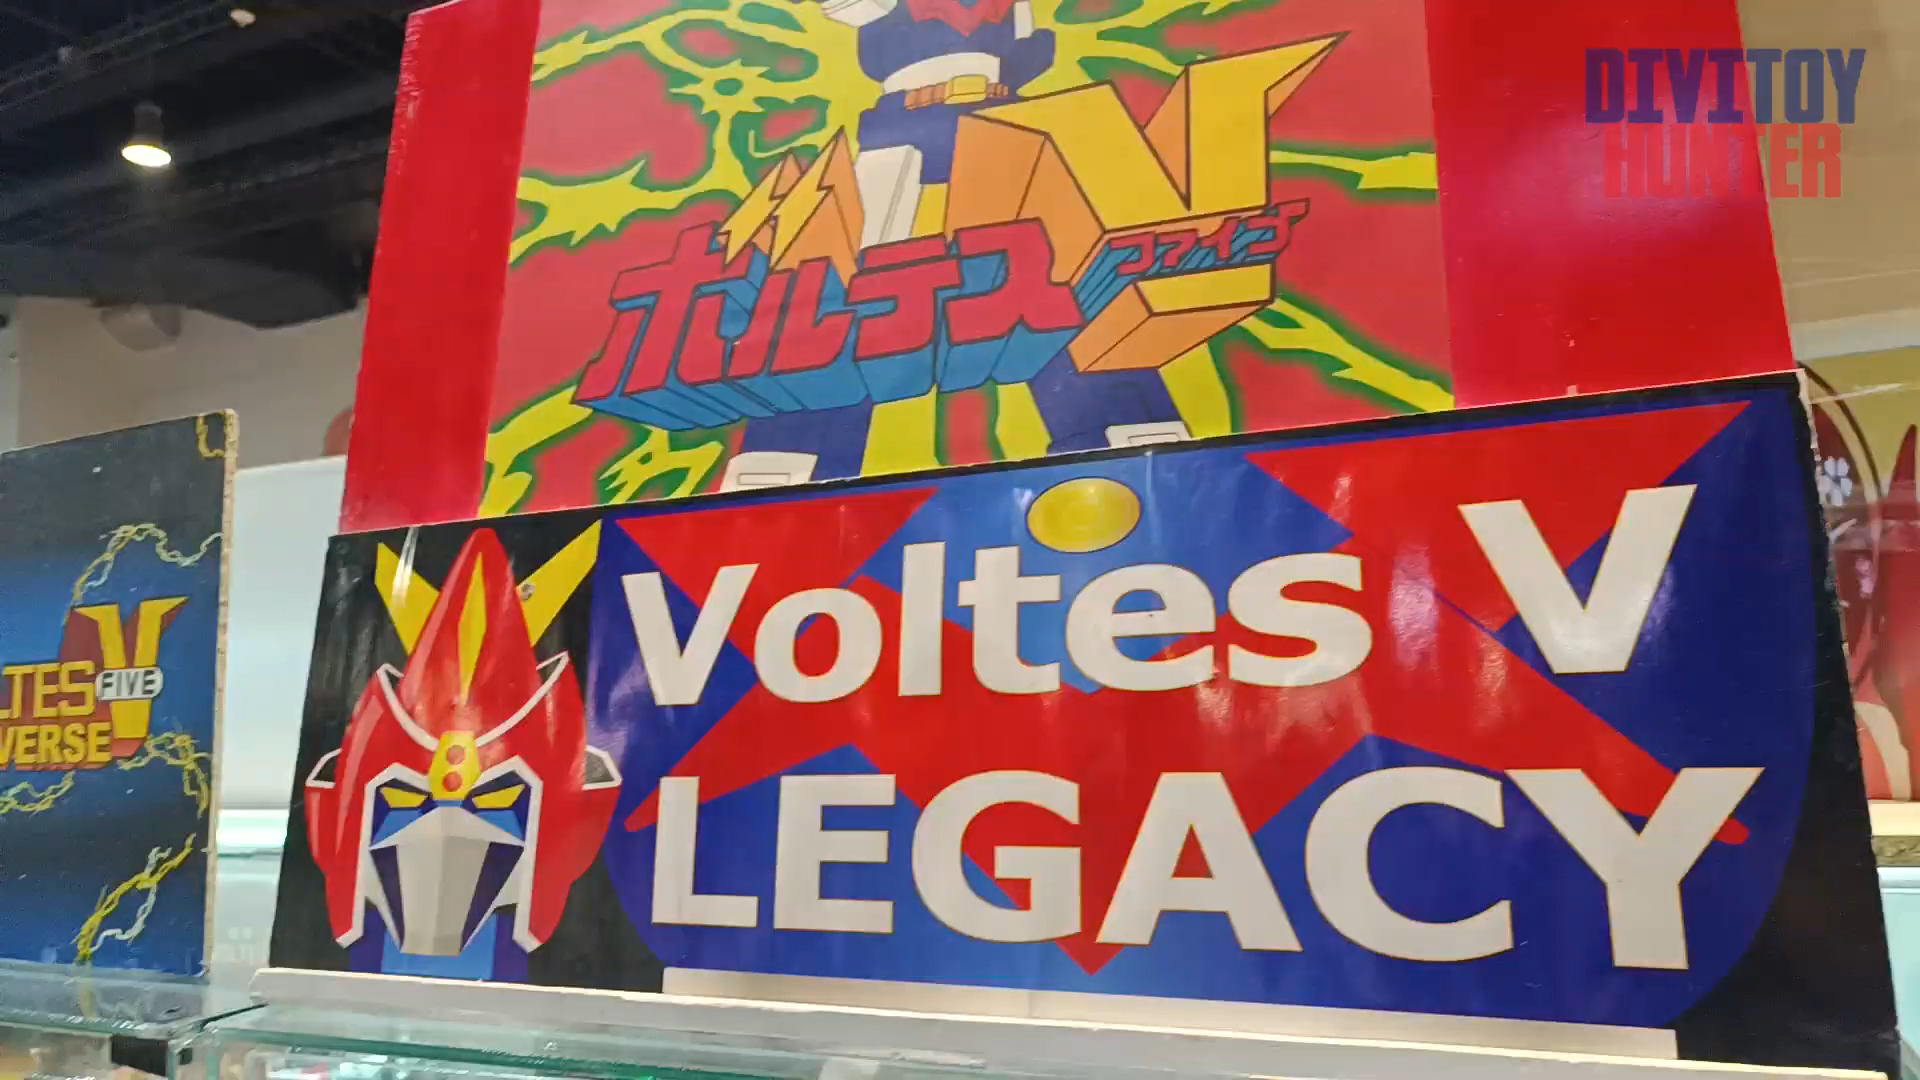 DIVITOY
HUNTER
V
ボルテス
ファイブ
LTES FIVE
VERSE
Voltes V
LEGACY